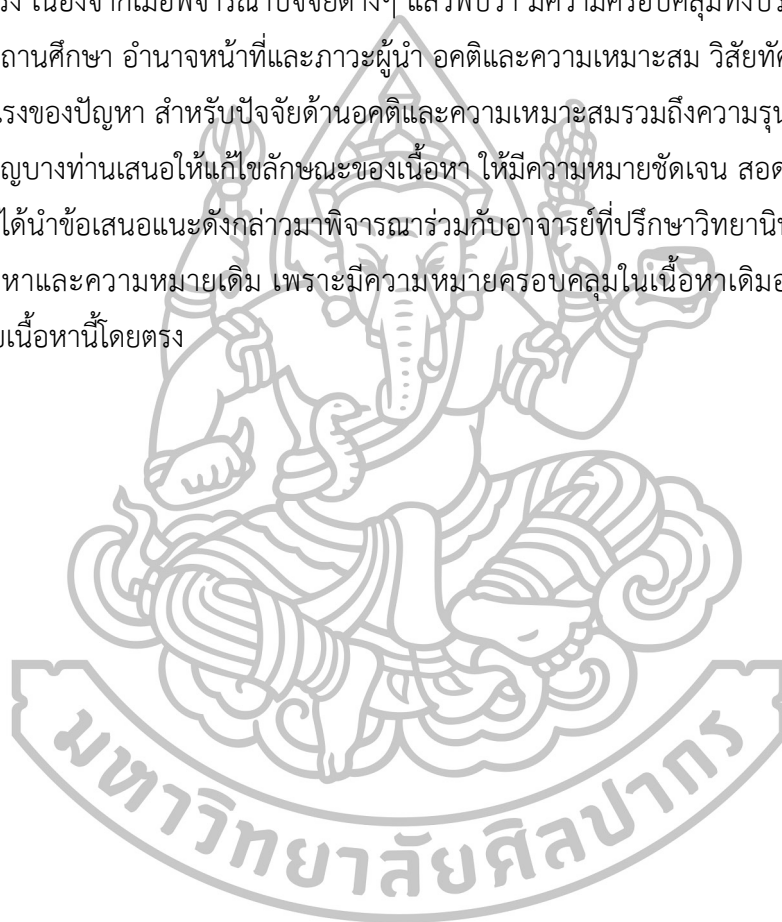 รง เนื่องจากเมื่อพิจารณาปัจจัยต่างๆ แล้วพบว่า มีความครอบคลุมทั้งปร
ถานศึกษา อำนาจหน้าที่และภาวะผู้นำ อคติและความเหมาะสม วิสัยทัศ
แรงของปัญหา สำหรับปัจจัยด้านอคติและความเหมาะสมรวมถึงความรุน
ญบางท่านเสนอให้แก้ไขลักษณะของเนื้อหา ให้มีความหมายชัดเจน สอด
ได้นำข้อเสนอแนะดังกล่าวมาพิจารณาร่วมกับอาจารย์ที่ปรึกษาวิทยานิพ
หาและความหมายเดิม เพราะมีความหมายครอบคลุมในเนื้อหาเดิมอ
เนื้อหานี้โดยตรง
มหาวิทยาลัยศิลปากร